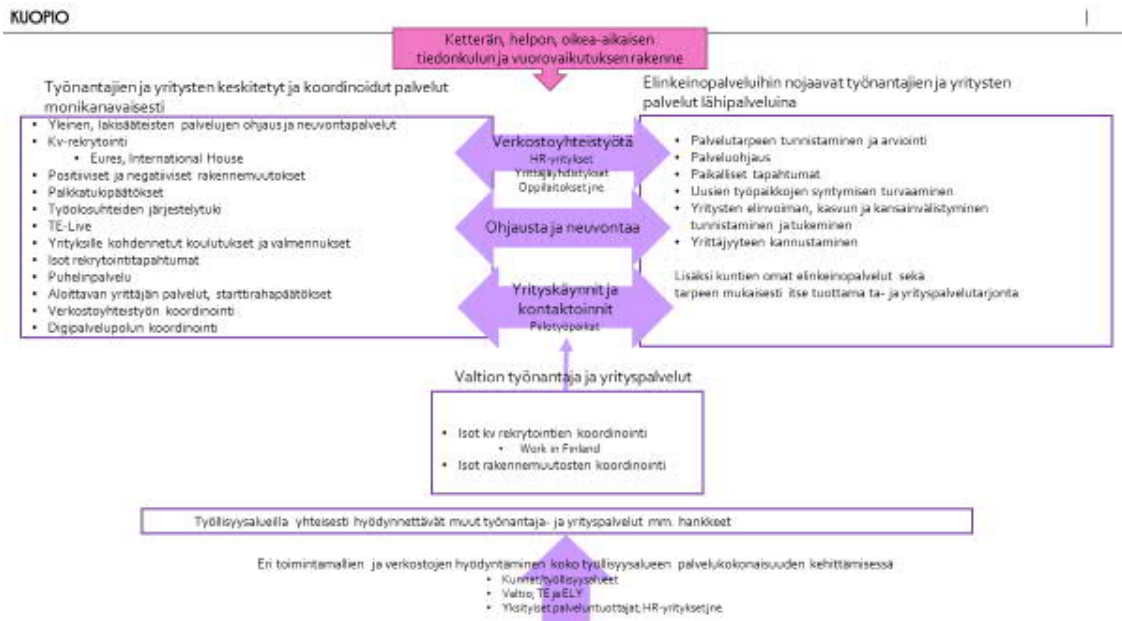 KUOPIO
Ketterän, helpon, oikea-aikaisen
tiedonkulun ja vuorovaikutuksen rakenne
Työnantajien ja yritysten keskitetyt ja koordinoidut palvelut
monikanavaisesti
• Yleinen, lakisääteisten palvelujen ohjaus ja neuvontapalvelut
• Kv-rekrytointi
• Eures, International House
• Positiiviset ja negatiiviset rakennemuutokset
• Palkkatukipäätökset
• Työolosuhteiden järjestelytuki
• TE-Live
• Yrityksille kohdennetut koulutukset ja valmennukset
• Isot rekrytointitapahtumat
• Puhelinpalvelu
• Aloittavan yrittäjän palvelut, starttirahapäätökset
• Verkostoyhteistyön koordinointi
• Digipalvelupolun koordinointi
Verkostoyhteistyötä
HR-yritykset
Yrittäjäyhdistykset
Oppilaitokset jne
Ohjausta ja neuvontaa
Yrityskäynnit ja
kontaktoinnit
Piilotyöpaikat
Elinkeinopalveluihin nojaavat työnantajien ja yritysten
palvelut lähipalveluina
• Palvelutarpeen tunnistaminen ja arviointi
• Palveluohjaus
• Paikalliset tapahtumat
• Uusien työpaikkojen syntymisen turvaaminen
• Yritysten elinvoiman, kasvun ja kansainvälistyminen
tunnistaminen ja tukeminen
• Yrittäjyyteen kannustaminen
Lisäksi kuntien omat elinkeinopalvelut sekä
tarpeen mukaisesti itse tuottama ta- ja yrityspalvelutarjonta
Valtion työnantaja ja yrityspalvelut
• Isot kv rekrytointien koordinointi
• Work in Finland
• Isot rakennemuutosten koordinointi
Työllisyysalueilla yhteisesti hyödynnettävät muut työnantaja- ja yrityspalvelut mm. hankkeet
Eri toimintamallien ja verkostojen hyödyntäminen koko työllisyysalueen palvelukokonaisuuden kehittämisessä
• Kunnat/työllisyysalueet
• Valtio; TE ja ELY
• Yksityiset palveluntuottajat; HR-yritykset jne